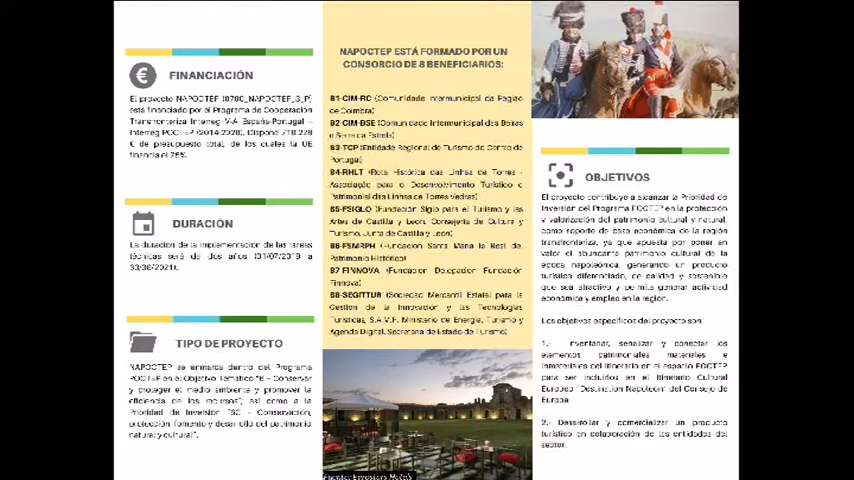 FINANCIACIÓN
El proyecto NAPOCTEP (0700_NAPOCTEP_3_P)
está financiado por el Programa de Cooperación
Transfronteriza Interreg V-A España-Portugal –
Interreg POCTEP (2014-2020). Dispone 718.228
€ de presupuesto total, de los cuales la UE
financia el 75%.
DURACIÓN
La duración de la implementación de las tareas
técnicas será de dos años (31/07/2019 a
30/06/2021).
TIPO DE PROYECTO
NAPOCTEP se enmarca dentro del Programa
POCTEP en el Objetivo Temático "6 – Conservar
y proteger el medio ambiente y promover la
eficiencia de los recursos"; así como a la
Prioridad de Inversión "6C - Conservación,
protección fomento y desarrollo del patrimonio
natural y cultural".
NAPOCTEP ESTÁ FORMADO POR UN
CONSORCIO DE 8 BENEFICIARIOS:
B1-CIM-RC (Comunidade Intermunicipal da Região
de Coimbra)
B2-CIM-BSE (Comunidade Intermunicipal das Beiras
e Serra da Estrela)
B3-TCP (Entidade Regional de Turismo do Centro de
Portugal)
B4-RHLT (Rota Histórica das Linhas de Torres -
Associação para o Desenvolvimento Turístico e
Patrimonial das Linhas de Torres Vedras)
B5-FSIGLO (Fundación Siglo para el Turismo y las
Artes de Castilla y León, Consejería de Cultura y
Turismo, Junta de Castilla y León)
B6-FSMRPH (Fundación Santa María la Real del
Patrimonio Histórico)
B7-FINNOVA (Fundación Delegación Fundación
Finnova)
B8-SEGITTUR (Sociedad Mercantil Estatal para la
Gestión de la Innovación y las Tecnologías
Turísticas, S.A.M.P. Ministerio de Energía, Turismo y
Agenda Digital, Secretaría de Estado de Turismo)
Fuente: Eurostars Hotels
OBJETIVOS
El proyecto contribuye a alcanzar la Prioridad de
Inversión del Programa POCTEP en la protección
y valorización del patrimonio cultural y natural,
como soporte de base económica de la región
transfronteriza, ya que apuesta por poner en
valor el abundante patrimonio cultural de la
época napoleónica, generando un producto
turístico diferenciado, de calidad y sostenible
que sea atractivo y permita generar actividad
económica y empleo en la región.
Los objetivos específicos del proyecto son:
1.- Inventariar, señalizar y conectar los
elementos patrimoniales materiales e
inmateriales del itinerario en el espacio POCTEP
para ser incluidos en el Itinerario Cultural
Europeo "Destination Napoleon" del Consejo de
Europa.
2.- Desarrollar y comercializar un producto
turístico en colaboración de las entidades del
sector.